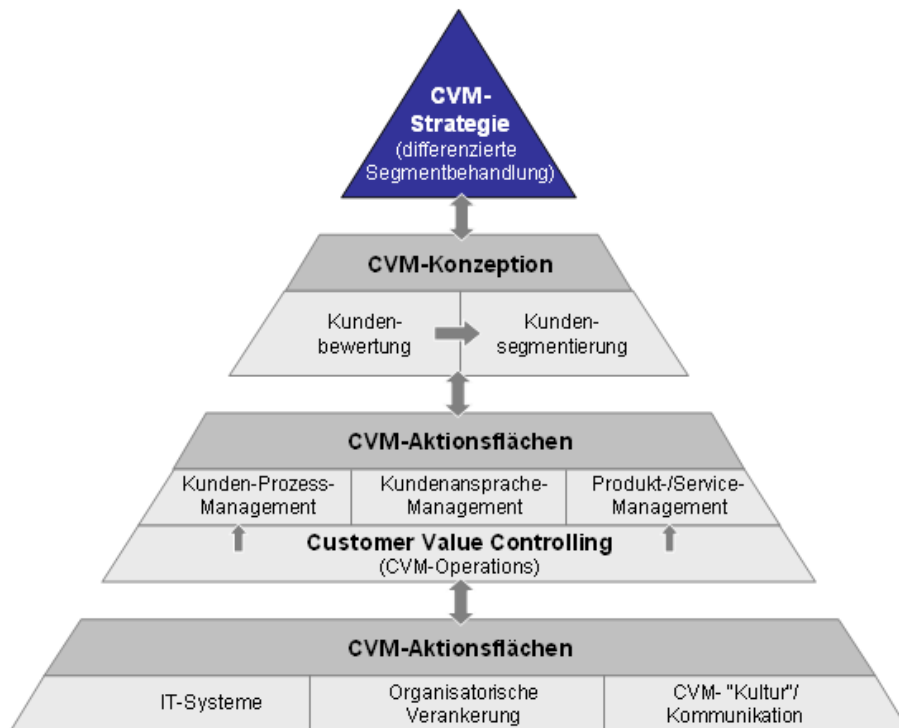 CVM-
Strategie
(differenzierte
Segmentbehandlung)
CVM-Konzeption
Kunden-
bewertung
Kunden-
segmentierung
CVM-Aktionsflächen
Kunden-Prozess-
Management
Kundenansprache-
Management
Produkt-/Service-
Management
Customer Value Controlling
(CVM-Operations)
CVM-Aktionsflächen
IT-Systeme
Organisatorische
Verankerung
CVM- "Kultur"/
Kommunikation